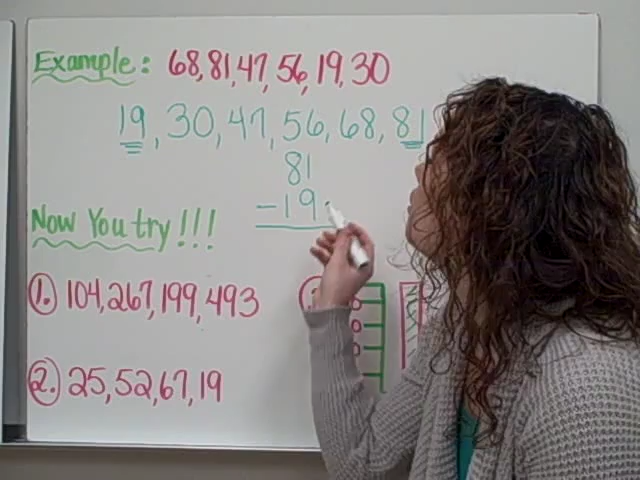 Example: 68, 81, 47, 56, 19, 30
19, 30, 47, 56, 68, 81
81
- 19
Now You try!!!
1. 104, 267, 199, 493
2. 25, 52, 67, 19